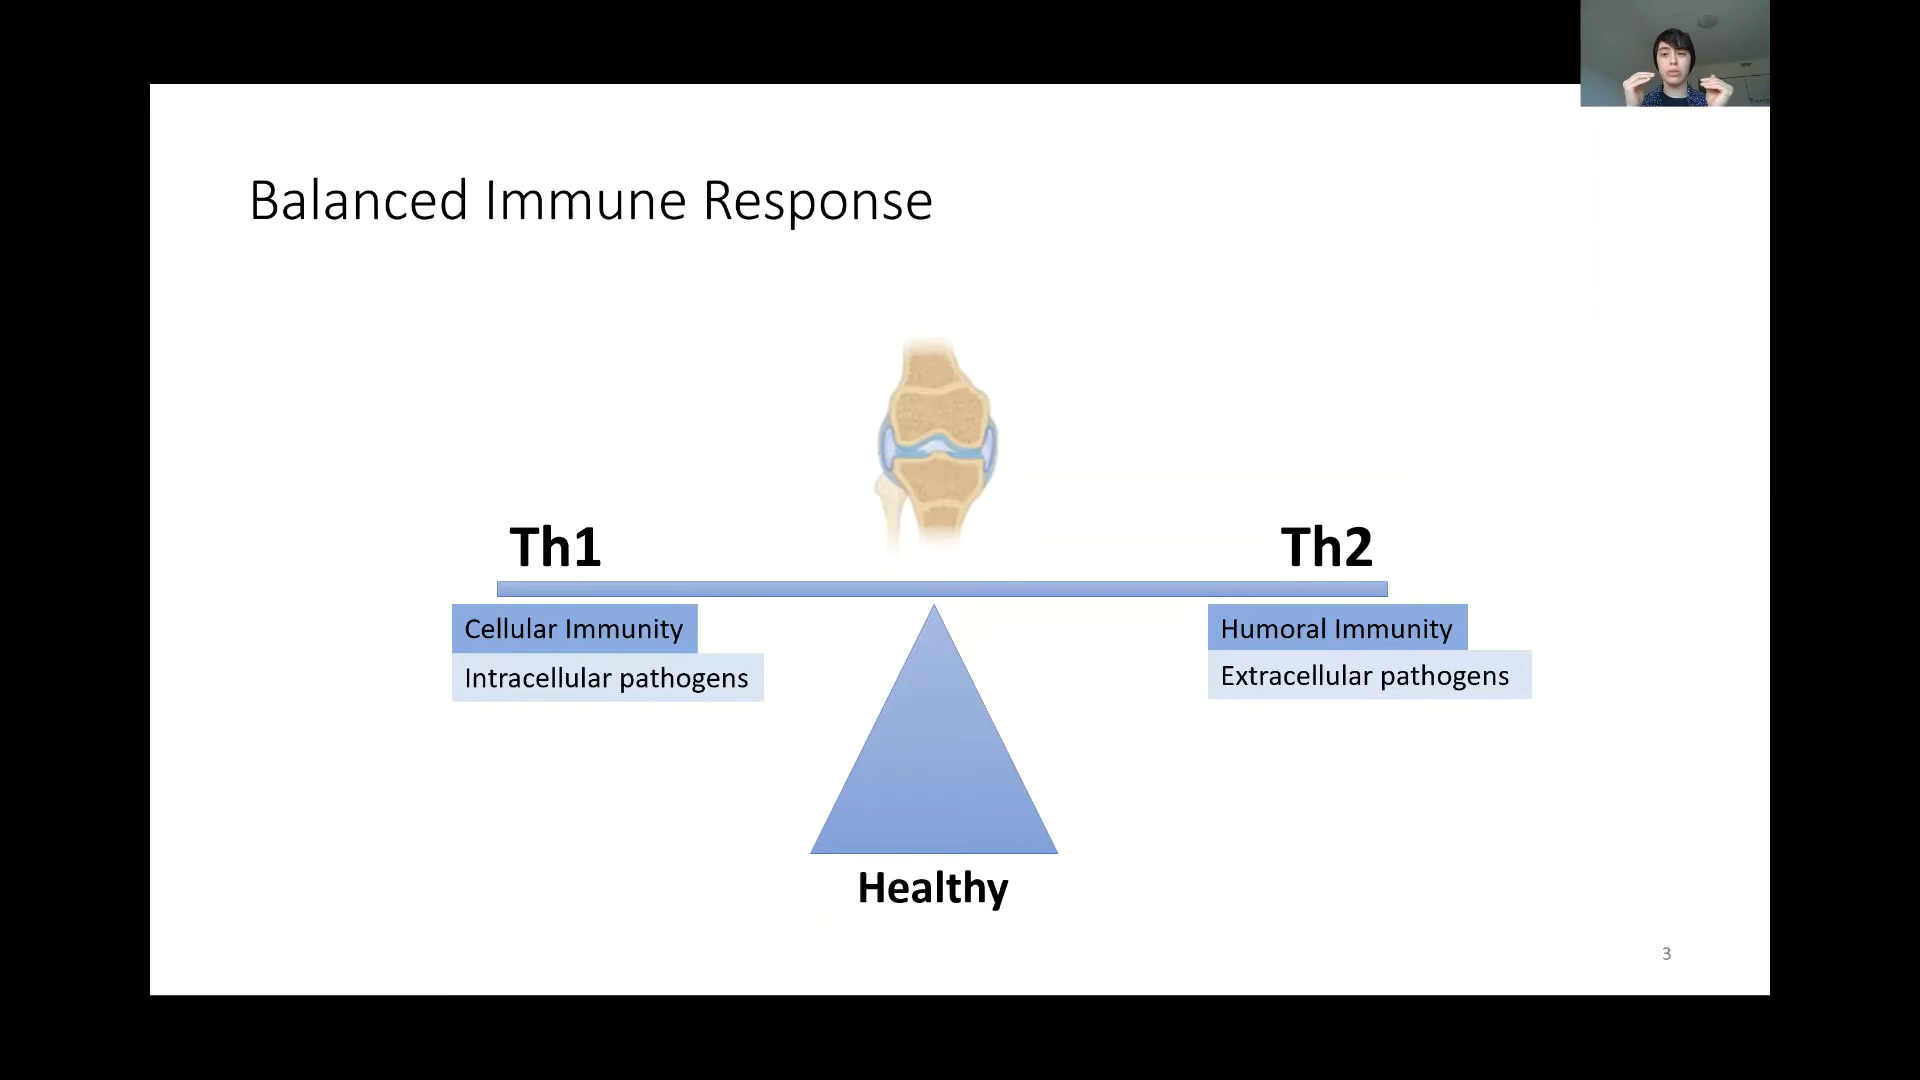 Balanced Immune Response
Th1
Th2
Cellular Immunity
Humoral Immunity
Intracellular pathogens
Extracellular pathogens
Healthy
3